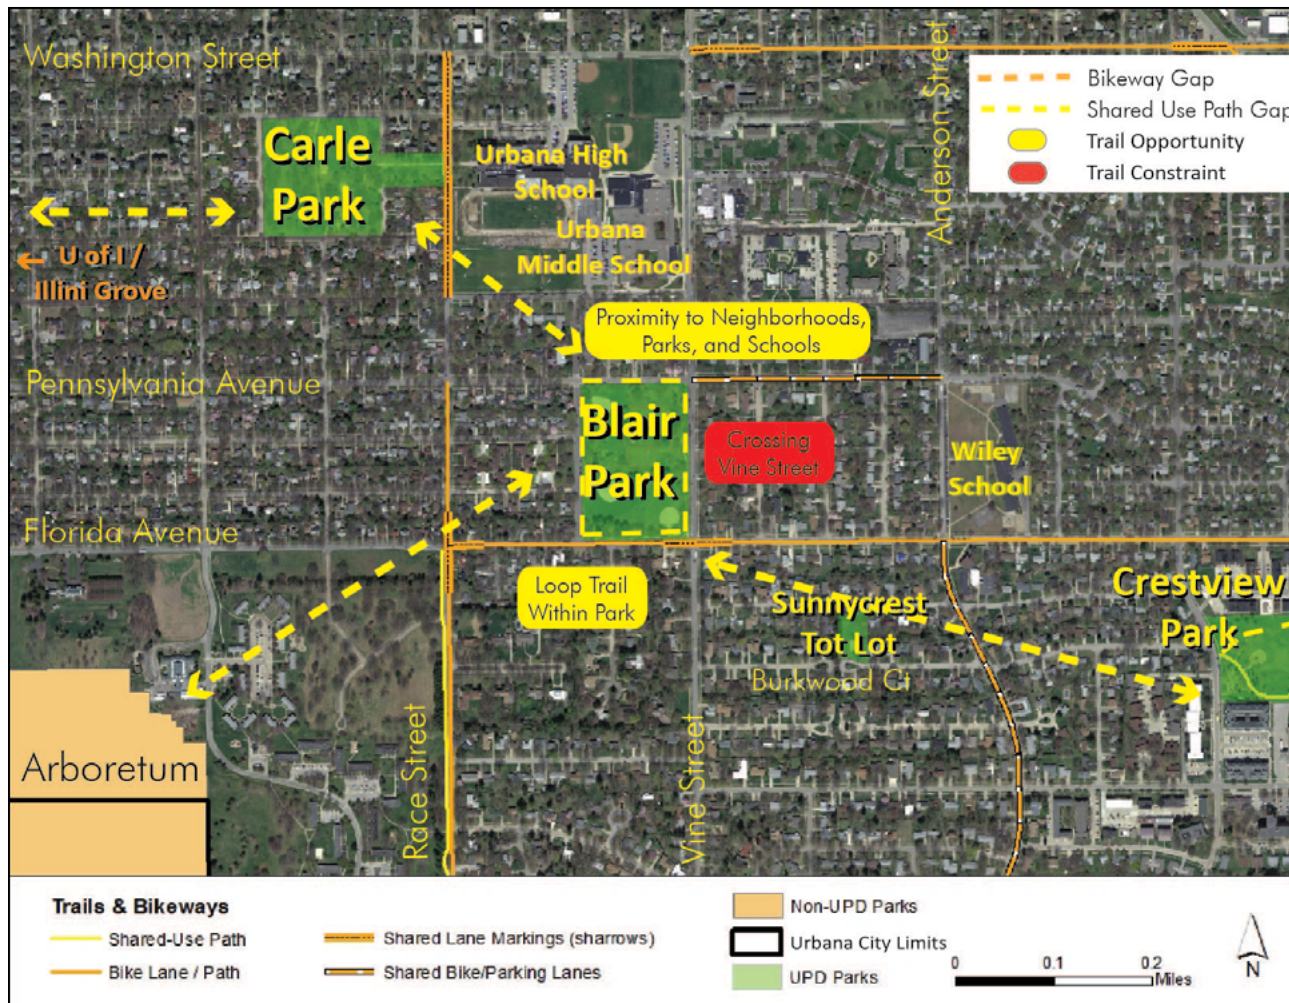 Washington Street
Anderson Street
Bikeway Gap
Shared Use Path Gap
Trail Opportunity
Trail Constraint
Carle
Park
Urbana High
School
Urbana
Middle School
U of I /
Illini Grove
Proximity to Neighborhoods,
Parks, and Schools
Pennsylvania Avenue
Blair
Park
Crossing
Vine Street
Wiley
School
Florida Avenue
Loop Trail
Within Park
Sunnycrest
Tot Lot
Burkwood Ct
Crestview
Park
Arboretum
Race Street
Vine Street
Trails & Bikeways
Shared-Use Path
Bike Lane / Path
Shared Lane Markings (sharrows)
Shared Bike/Parking Lanes
Non-UPD Parks
Urbana City Limits
UPD Parks
0 0.1 0.2
Miles
N